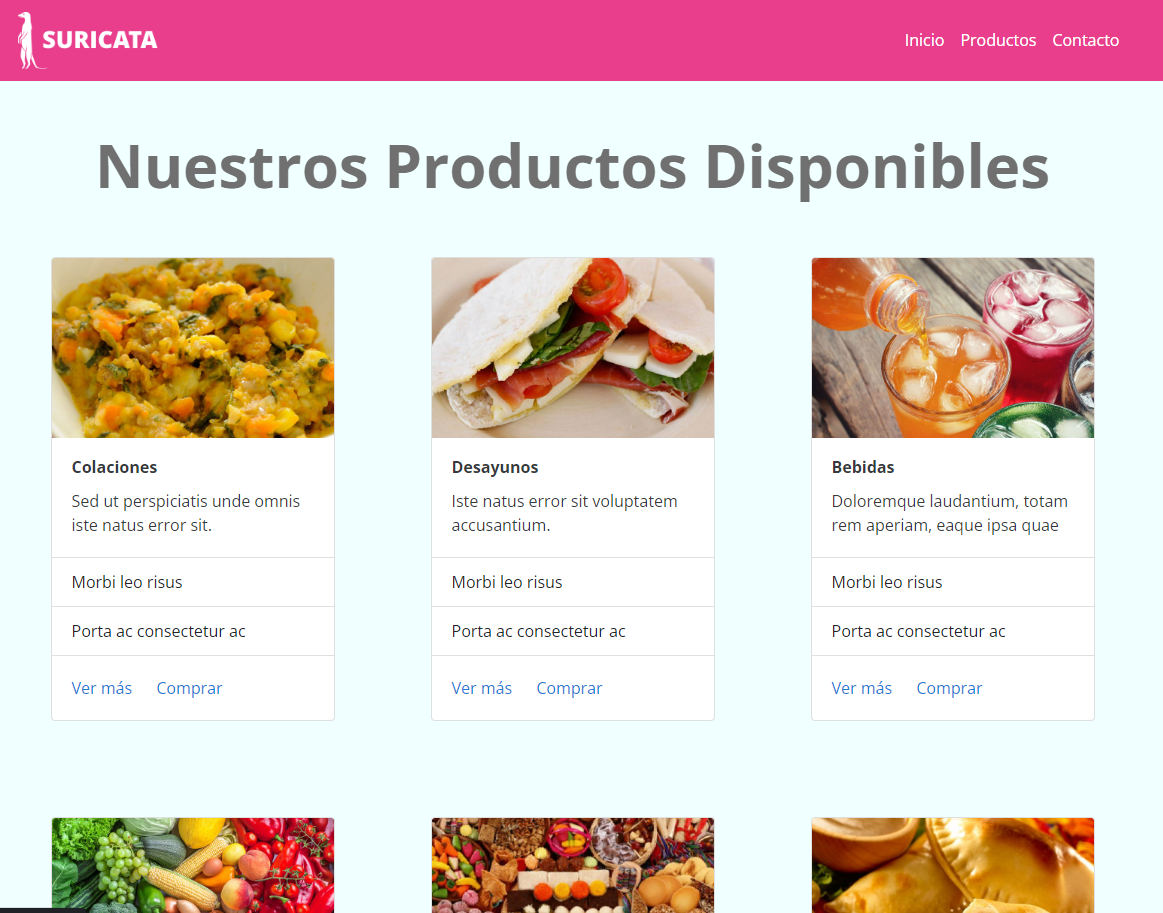 SURICATA
Inicio Productos Contacto
Nuestros Productos Disponibles
Colaciones
Sed ut perspiciatis unde omnis
iste natus error sit.
Morbi leo risus
Porta ac consectetur ac
Ver más Comprar
Desayunos
Iste natus error sit voluptatem
accusantium.
Morbi leo risus
Porta ac consectetur ac
Ver más Comprar
Bebidas
Doloremque laudantium, totam
rem aperiam, eaque ipsa quae
Morbi leo risus
Porta ac consectetur ac
Ver más Comprar